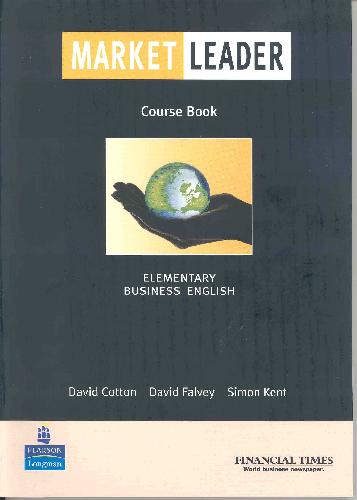 MARKET LEADER
Course Book
ELEMENTARY
BUSINESS ENGLISH
David Cotton David Falvey Simon Kent
PEARSON
Longman
FINANCIAL TIMES
World business newspaper.